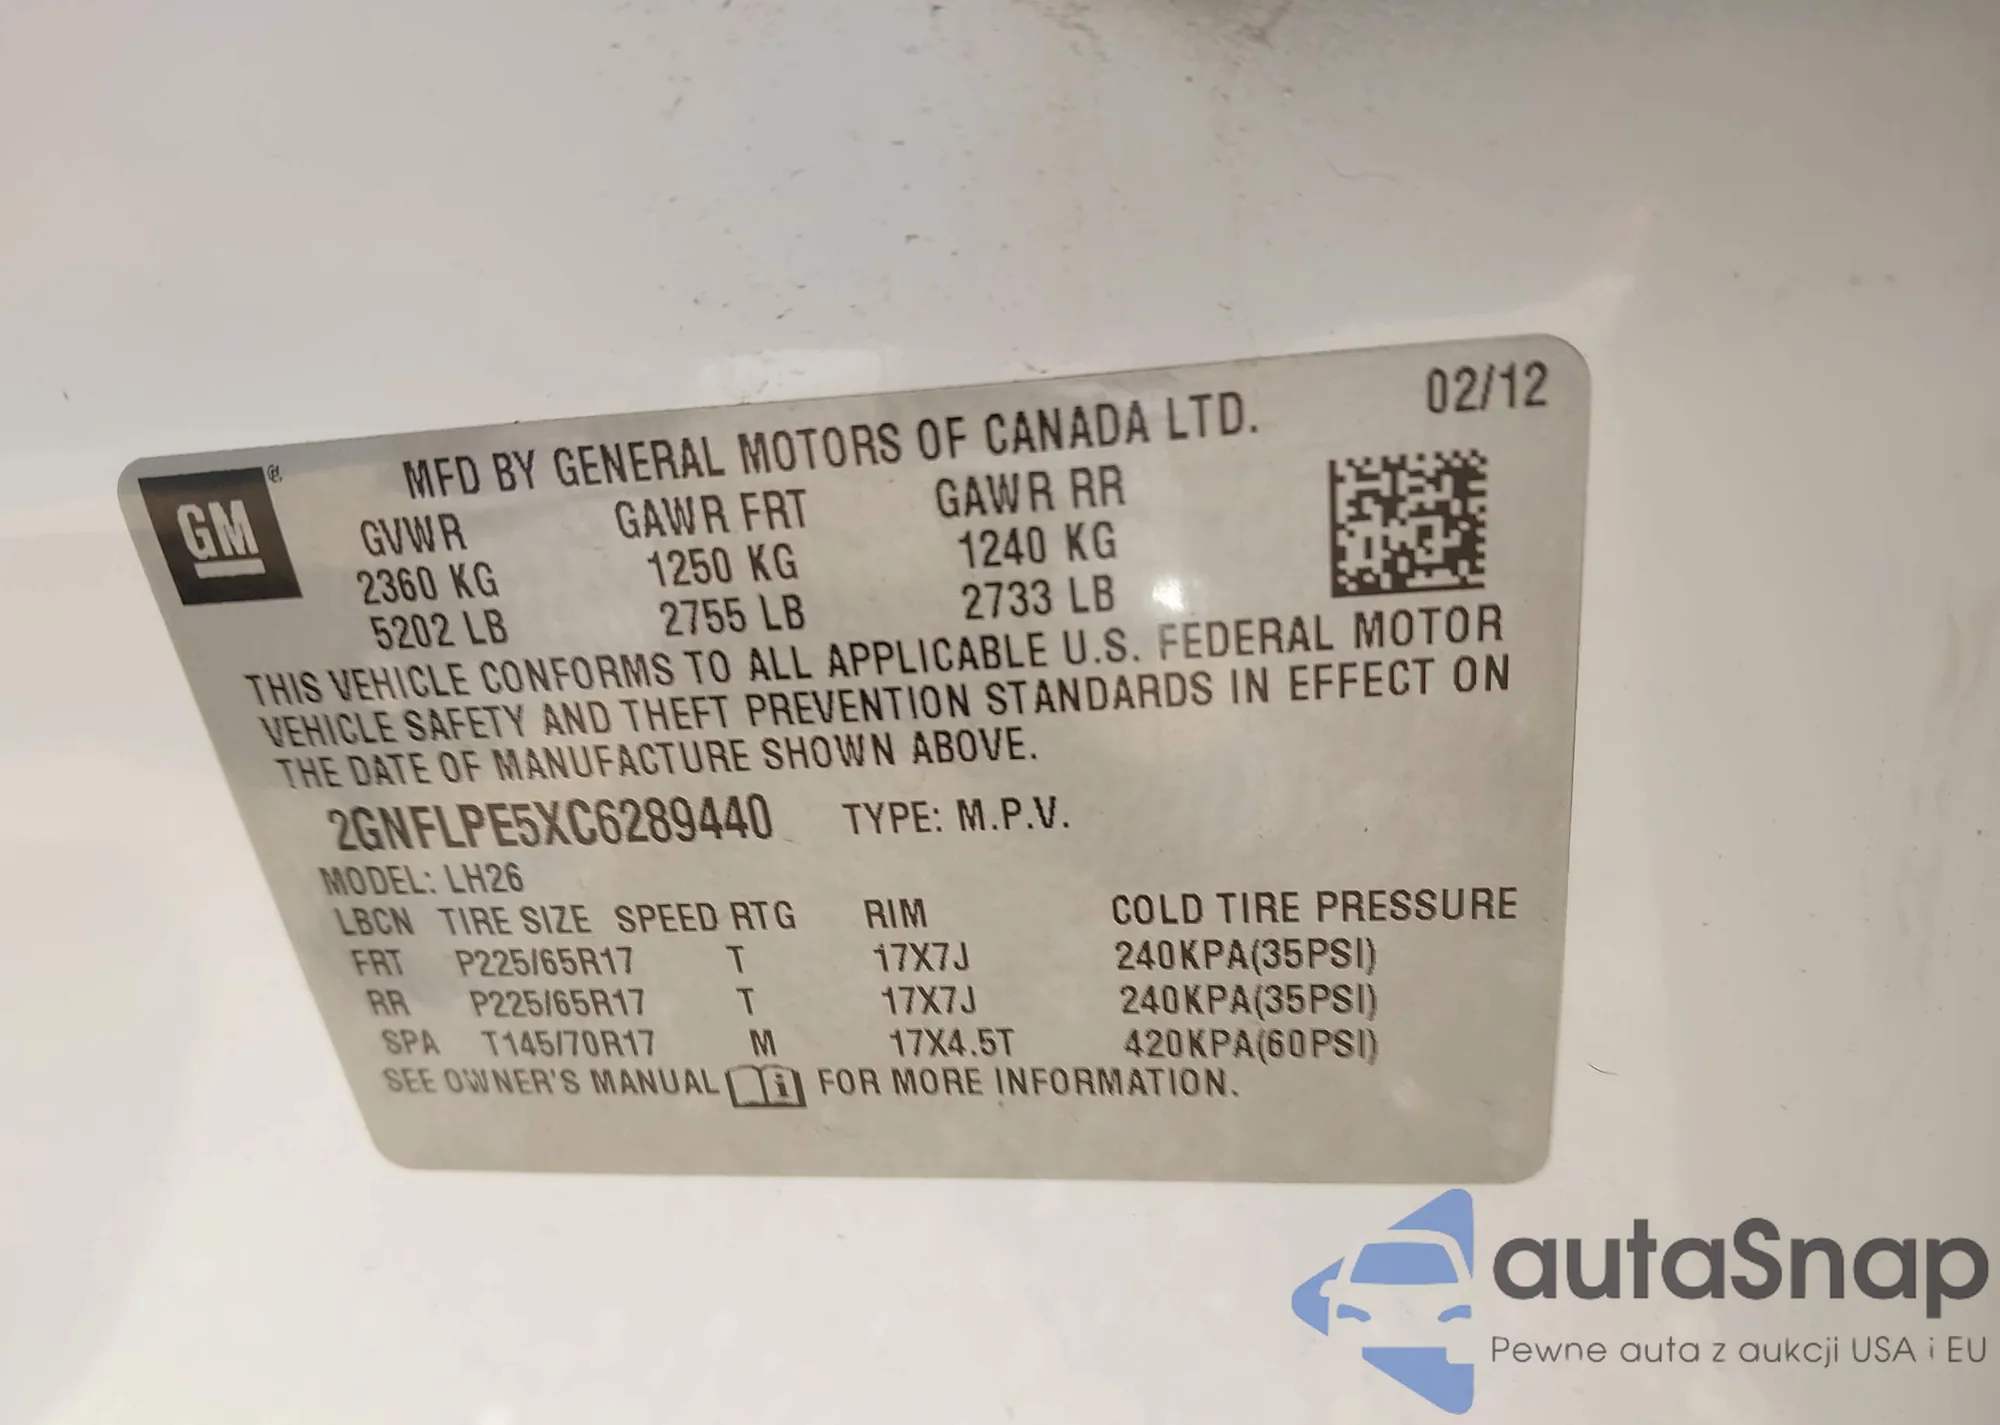 02/12
GM
MFD BY GENERAL MOTORS OF CANADA LTD.
GVWR GAWR FRT GAWR RR
2360 KG 1250 KG 1240 KG
5202 LB 2755 LB 2733 LB
THIS VEHICLE CONFORMS TO ALL APPLICABLE U.S. FEDERAL MOTOR
VEHICLE SAFETY AND THEFT PREVENTION STANDARDS IN EFFECT ON
THE DATE OF MANUFACTURE SHOWN ABOVE.
2GNFLPE5XC6289440 TYPE: M.P.V.
MODEL: LH26
LBCN TIRE SIZE SPEED RTG RIM COLD TIRE PRESSURE
FRT P225/65R17 T 17X7J 240KPA(35PSI)
RR P225/65R17 T 17X7J 240KPA(35PSI)
SPA T145/70R17 M 17X4.5T 420KPA(60PSI)
SEE OWNER'S MANUAL i FOR MORE INFORMATION.
autaSnap
Pewne auta z aukcji USA i EU